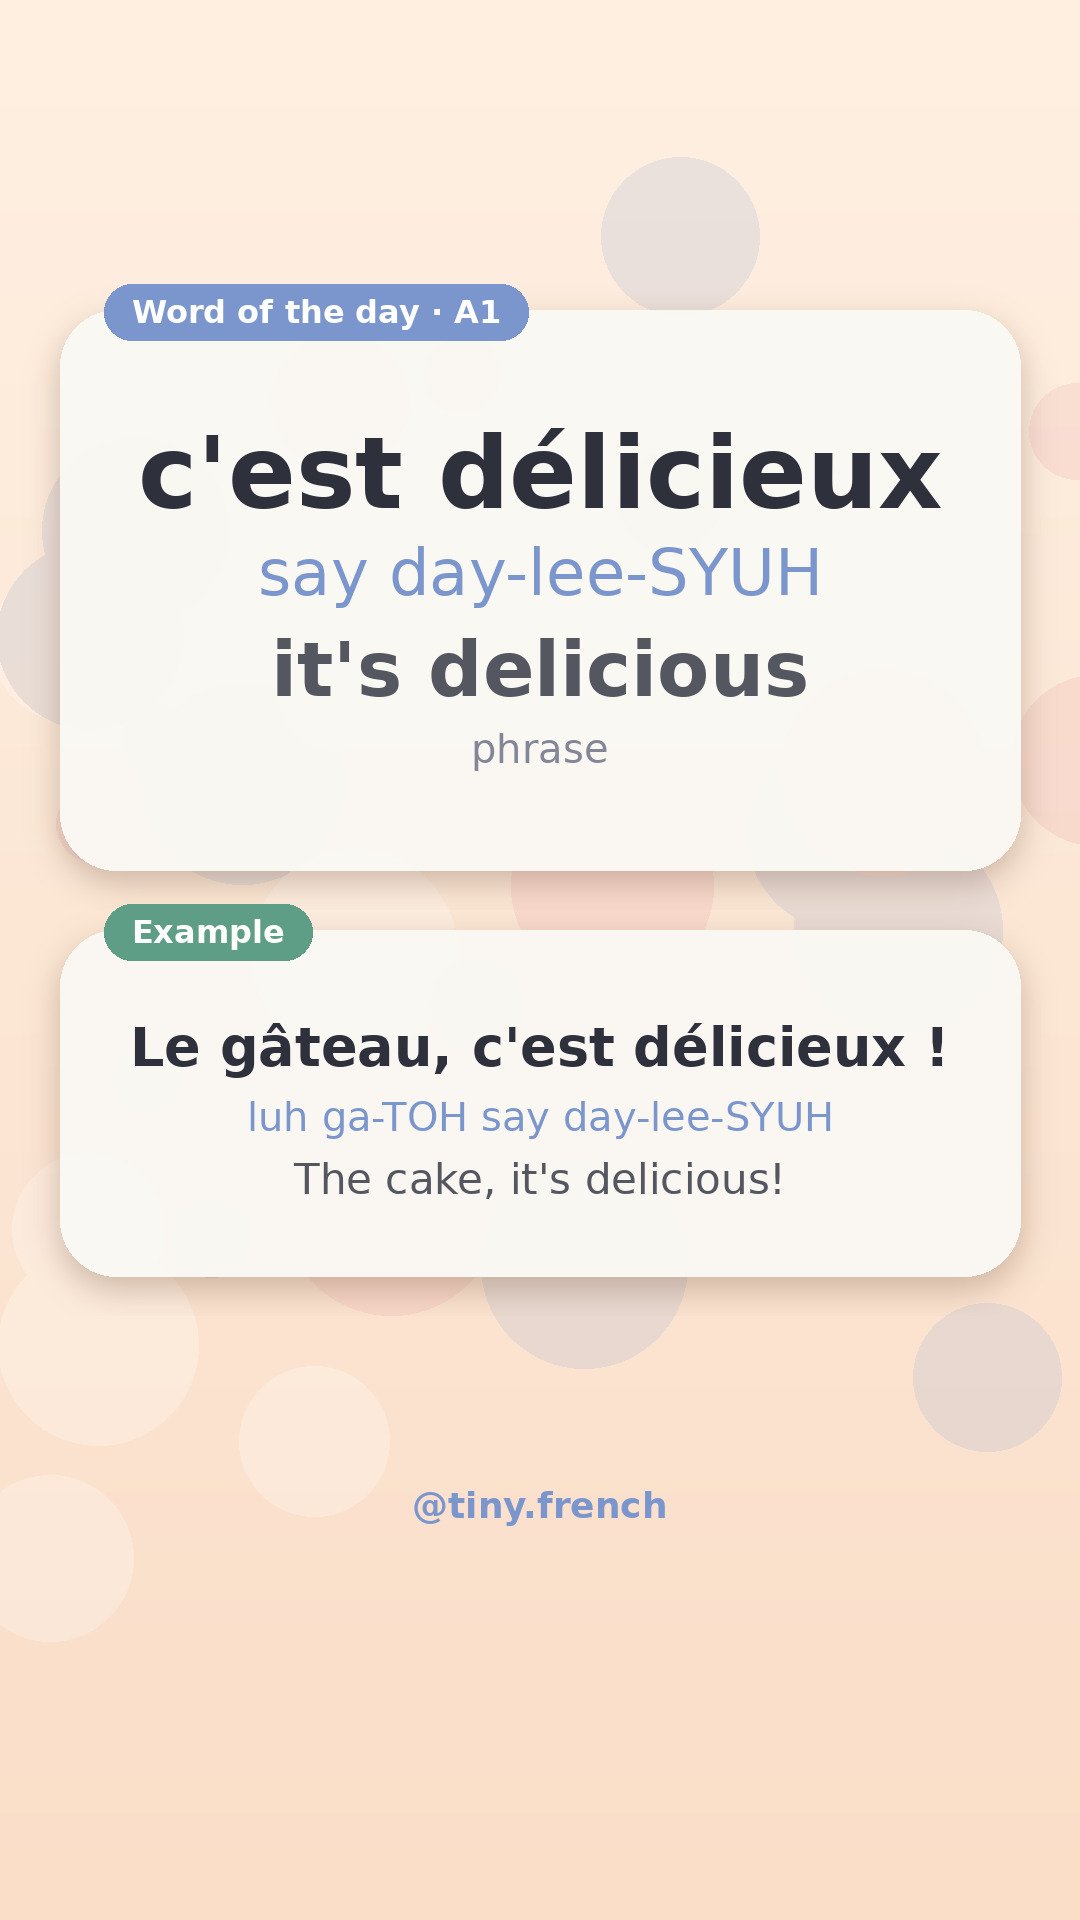 Word of the day · A1
c'est délicieux
say day-lee-SYUH
it's delicious
phrase
Example
Le gâteau, c'est délicieux !
luh ga-TOH say day-lee-SYUH
The cake, it's delicious!
@tiny.french